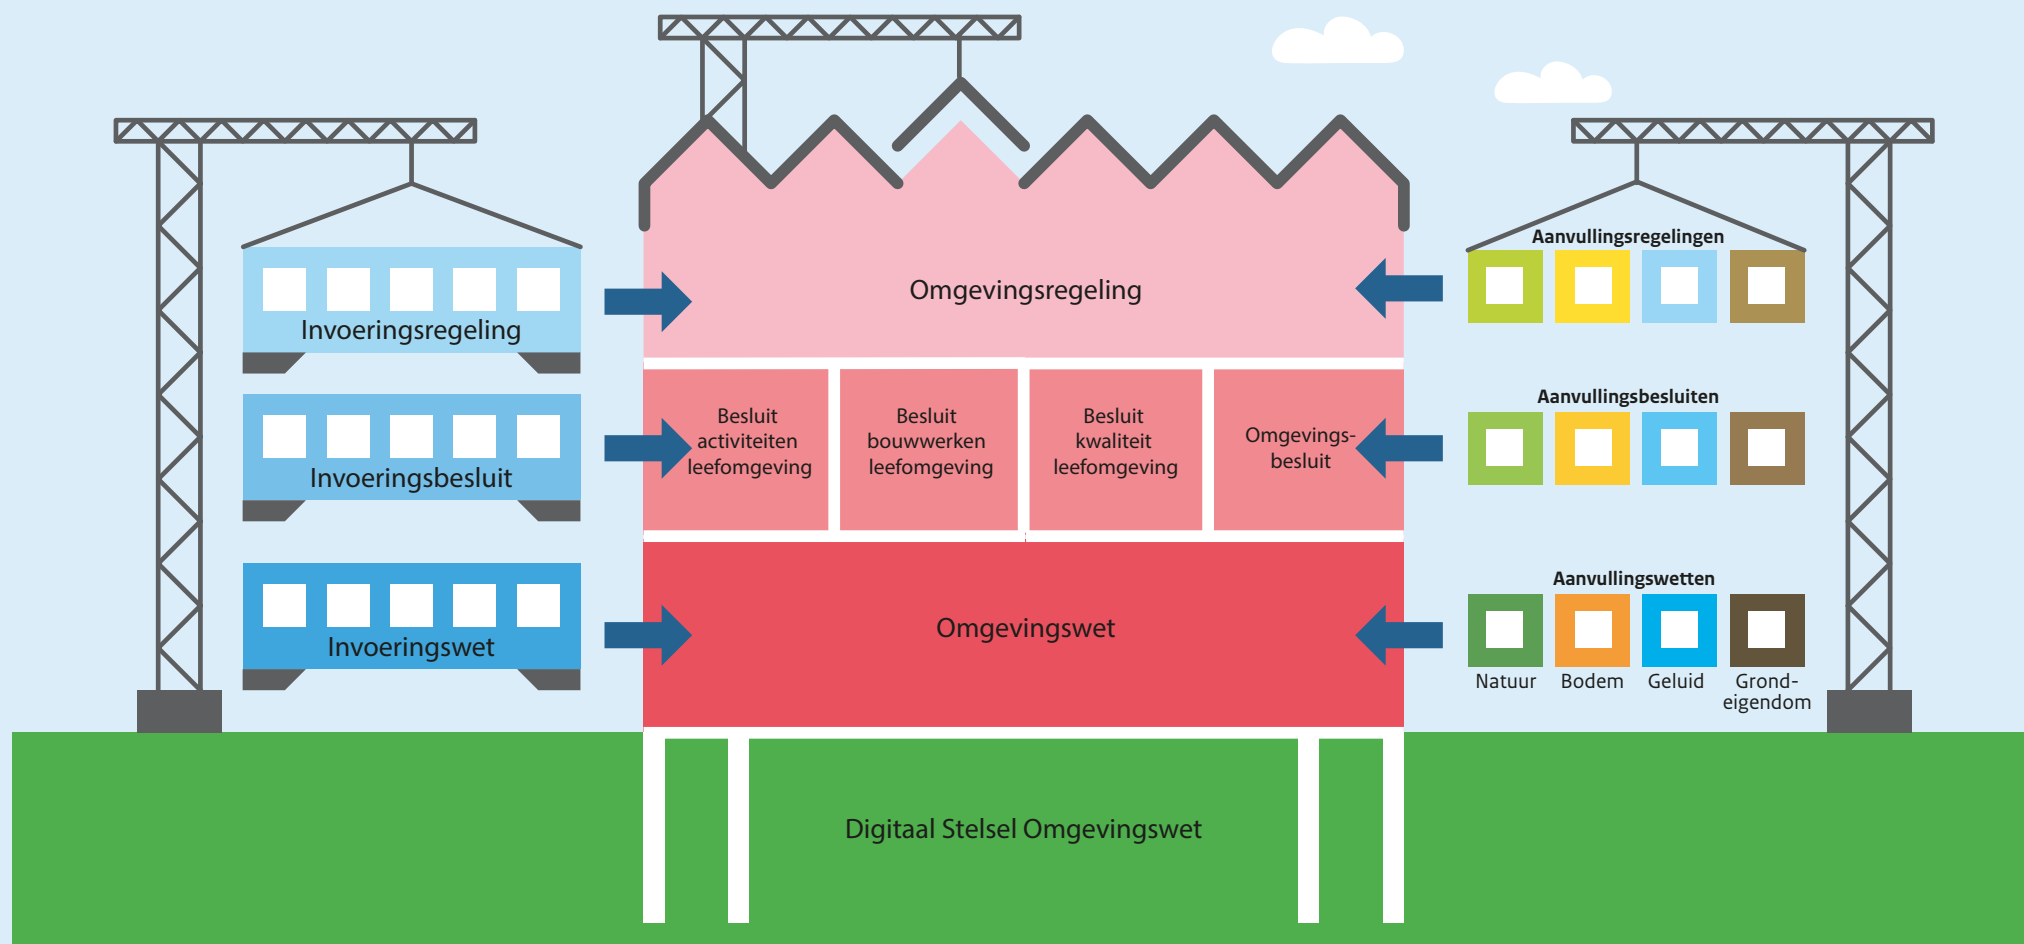 Invoeringsregeling
Invoeringsbesluit
Invoeringswet
Omgevingsregeling
Besluit
activiteiten
leefomgeving
Besluit
bouwwerken
leefomgeving
Besluit
kwaliteit
leefomgeving
Omgevings-
besluit
Omgevingswet
Digitaal Stelsel Omgevingswet
Aanvullingsregelingen
Aanvullingsbesluiten
Aanvullingswetten
Natuur
Bodem
Geluid
Grond-
eigendom